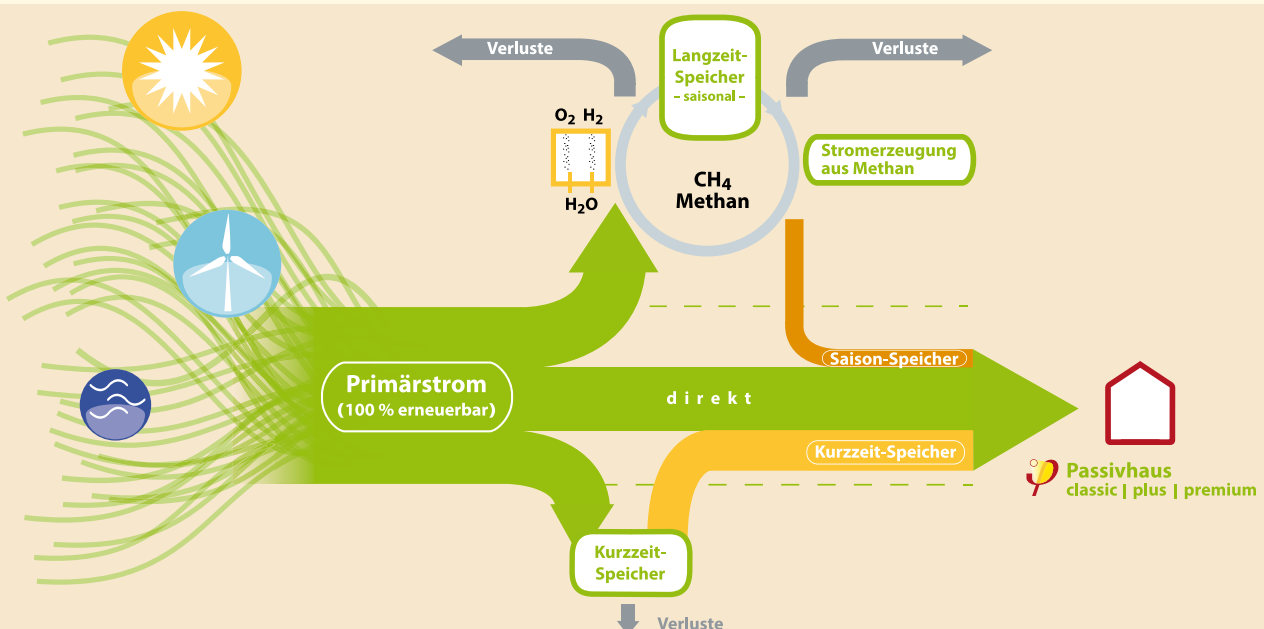 Verluste
Langzeit-
Speicher
– saisonal –
Verluste
O₂ H₂
H₂O
CH₄
Methan
Stromerzeugung
aus Methan
Saison-Speicher
Primärstrom
(100 % erneuerbar)
direkt
Kurzzeit-Speicher
Passivhaus
classic | plus | premium
Kurzzeit-
Speicher
Verluste